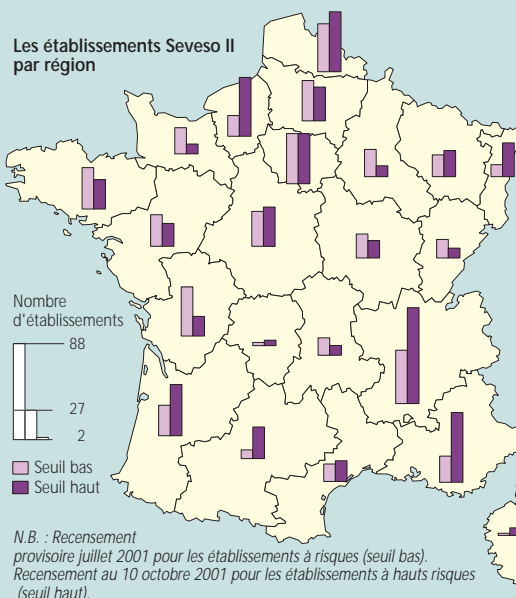 Les établissements Seveso II
par région
Nombre
d'établissements
88
27
2
Seuil bas
Seuil haut
N.B. : Recensement
provisoire juillet 2001 pour les établissements à risques (seuil bas).
Recensement au 10 octobre 2001 pour les établissements à hauts risques
(seuil haut).